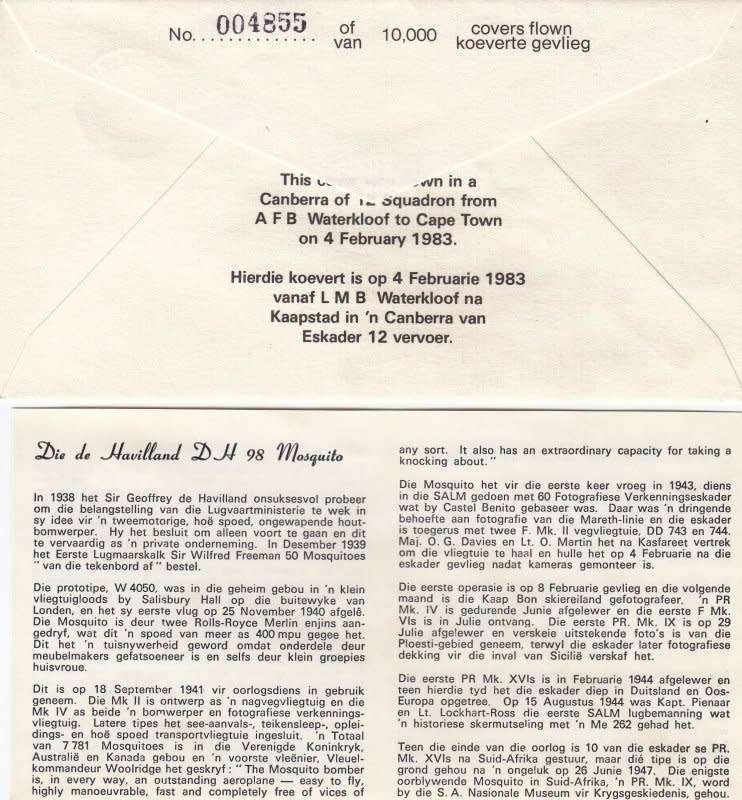 No. 004855 of 10,000 covers flown
van koeverte gevlieg
This wn in a
Canberra of 12 Squadron from
A F B Waterkloof to Cape Town
on 4 February 1983.
Hierdie koevert is op 4 Februarie 1983
vanaf L M B Waterkloof na
Kaapstad in 'n Canberra van
Eskader 12 vervoer.
Die de Havilland D H 98 Mosquito
In 1938 het Sir Geoffrey de Havilland onsuksesvol probeer
om die belangstelling van die Lugvaartministerie te wek in
sy idee vir 'n tweemotorige, hoë spoed, ongewapende hout-
bomwerper. Hy het besluit om alleen voort te gaan en dit
te vervaardig as 'n private onderneming. In Desember 1939
het Eerste Lugmaarskalk Sir Wilfred Freeman 50 Mosquitoes
"van die tekenbord af" bestel.
Die prototipe, W 4050, was in die geheim gebou in 'n klein
vliegtuigloods by Salisbury Hall op die buitewyke van
Londen, en het sy eerste vlug op 25 November 1940 afgelê.
Die Mosquito is deur twee Rolls-Royce Merlin enjins aan-
gedryf, wat dit 'n spoed van meer as 400 mpu gegee het.
Dit het 'n tuisnywerheid geword omdat onderdele deur
meubelmakers gefatsoeneer is en selfs deur klein groepies
huisvroue.
Dit is op 18 September 1941 vir oorlogsdiens in gebruik
geneem. Die Mk II is ontwerp as 'n nagvegvliegtuig en die
Mk IV as beide 'n bomwerper en fotografiese verkennings-
vliegtuig. Latere tipes het see-aanvals-, teikensleep-, oplei-
dings- en hoë spoed transportvliegtuie ingesluit. 'n Totaal
van 7 781 Mosquitoes is in die Verenigde Koninkryk,
Australië en Kanada gebou en 'n voorste vleënier, Vleuel-
kommandeur Woolridge het geskryf : "The Mosquito bomber
is, in every way, an outstanding aeroplane — easy to fly,
highly manoeuvrable, fast and completely free of vices of
any sort. It also has an extraordinary capacity for taking a
knocking about."
Die Mosquito het vir die eerste keer vroeg in 1943, diens
in die SALM gedoen met 60 Fotografiese Verkenningseskader
wat by Castel Benito gebaseer was. Daar was 'n dringende
behoefte aan fotografie van die Mareth-linie en die eskader
is toegerus met twee F. Mk. II vegvliegtuie, DD 743 en 744.
Maj. O. G. Davies en Lt. O. Martin het na Kasfareet vertrek
om die vliegtuie te haal en hulle het op 4 Februarie na die
eskader gevlieg nadat kameras gemonteer is.
Die eerste operasie is op 8 Februarie gevlieg en die volgende
maand is die Kaap Bon skiereiland gefotografeer, 'n PR
Mk. IV is gedurende Junie afgelewer en die eerste F Mk.
VIs is in Julie ontvang. Die eerste PR. Mk. IX is op 29
Julie afgelewer en verskeie uitstekende foto's is van die
Ploesti-gebied geneem, terwyl die eskader later fotografiese
dekking vir die inval van Sicilië verskaf het.
Die eerste PR Mk. XVIs is in Februarie 1944 afgelewer en
teen hierdie tyd het die eskader diep in Duitsland en Oos-
Europa opgetree. Op 15 Augustus 1944 was Kapt. Pienaar
en Lt. Lockhart-Ross die eerste SALM lugbemanning wat
'n historiese skermutseling met 'n Me 262 gehad het.
Teen die einde van die oorlog is 10 van die eskader se PR.
Mk. XVIs na Suid-Afrika gestuur, maar dié tipe is op die
grond gehou na 'n ongeluk op 26 Junie 1947. Die enigste
oorblywende Mosquito in Suid-Afrika, 'n PR. Mk. IX, word
by die S. A. Nasionale Museum vir Krygsgeskiedenis, gehou.